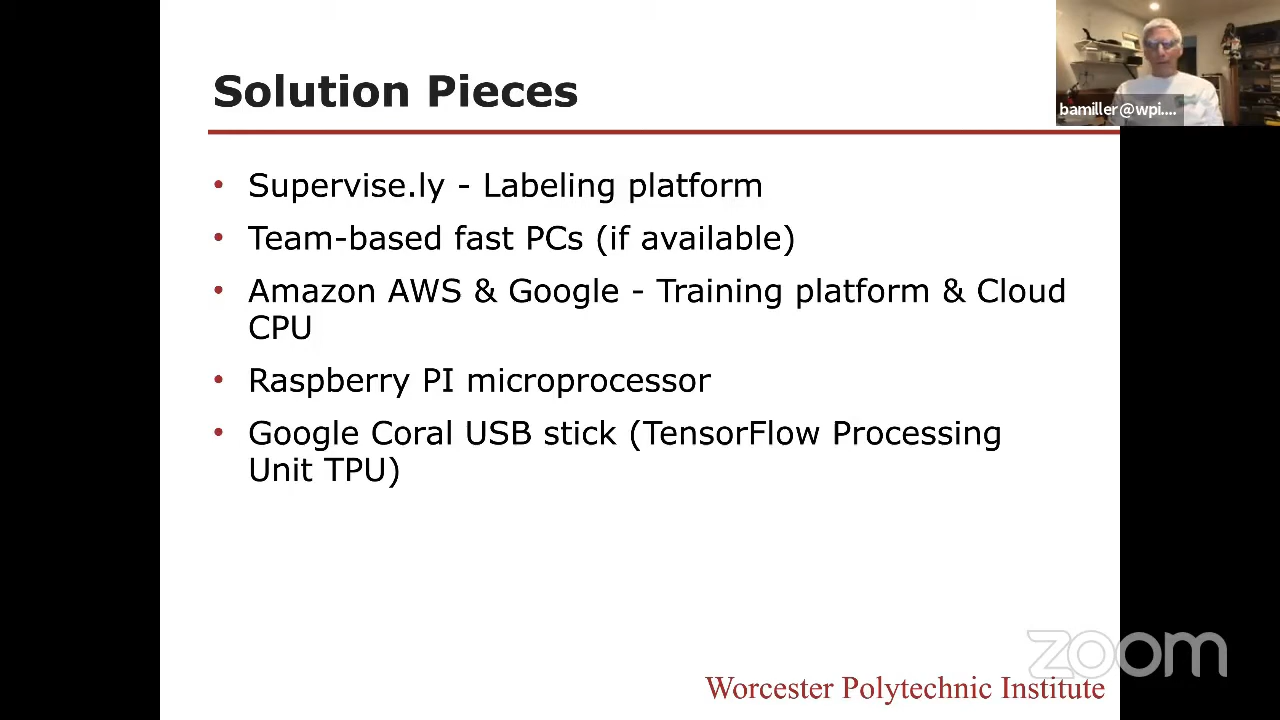 Solution Pieces
bamiller@wpi....
• Supervise.ly - Labeling platform
• Team-based fast PCs (if available)
• Amazon AWS & Google - Training platform & Cloud
CPU
• Raspberry PI microprocessor
• Google Coral USB stick (TensorFlow Processing
Unit TPU)
zoom
Worcester Polytechnic Institute